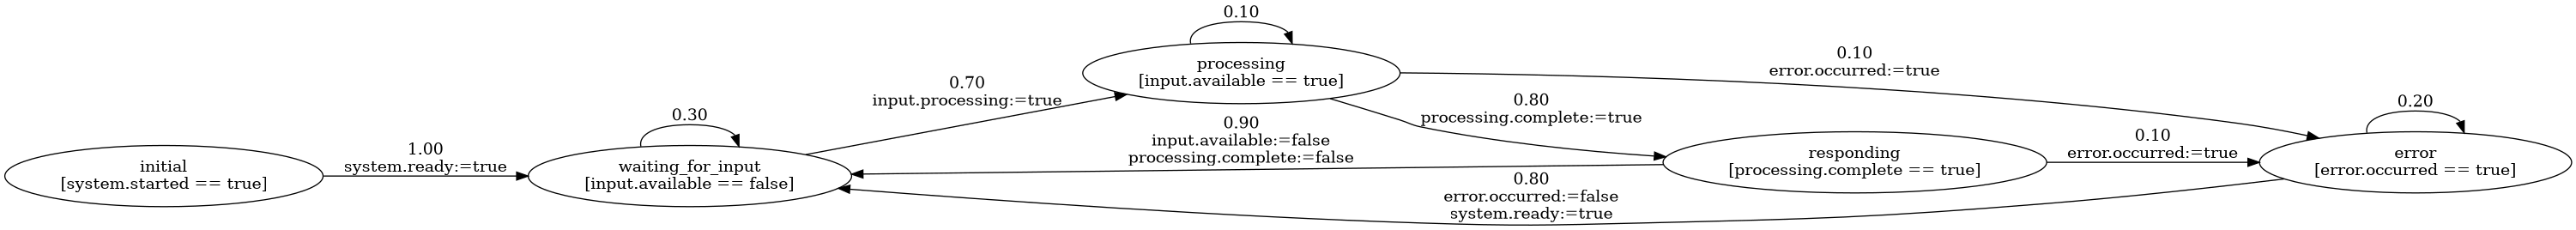 initial
[system.started == true]
1.00
system.ready:=true
waiting_for_input
[input.available == false]
0.30
0.70
input.processing:=true
processing
[input.available == true]
0.10
0.80
processing.complete:=true
0.10
error.occurred:=true
responding
[processing.complete == true]
0.90
input.available:=false
processing.complete:=false
0.10
error.occurred:=true
error
[error.occurred == true]
0.20
0.80
error.occurred:=false
system.ready:=true